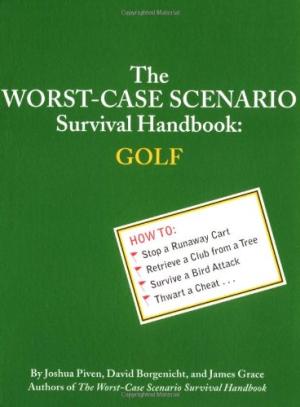 The
WORST-CASE SCENARIO
Survival Handbook:
GOLF
HOW TO:
Stop a Runaway Cart
Retrieve a Club from a Tree
Survive a Bird Attack
Thwart a Cheat . . .
By Joshua Piven, David Borgenicht, and James Grace
Authors of The Worst-Case Scenario Survival Handbook